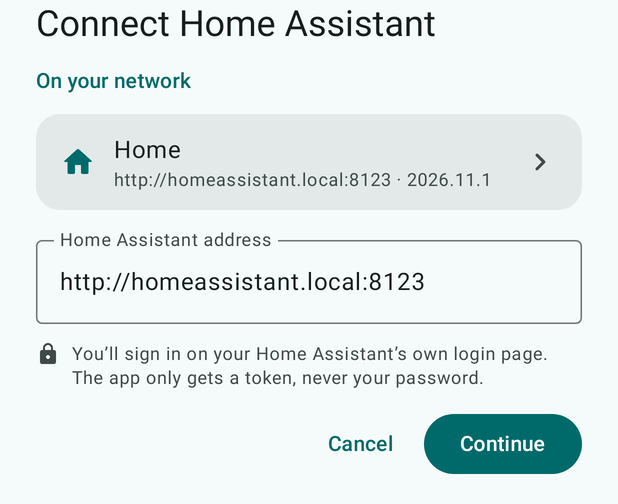 Connect Home Assistant
On your network
Home
http://homeassistant.local:8123 · 2026.11.1
Home Assistant address
http://homeassistant.local:8123
You’ll sign in on your Home Assistant’s own login page.
The app only gets a token, never your password.
Cancel
Continue